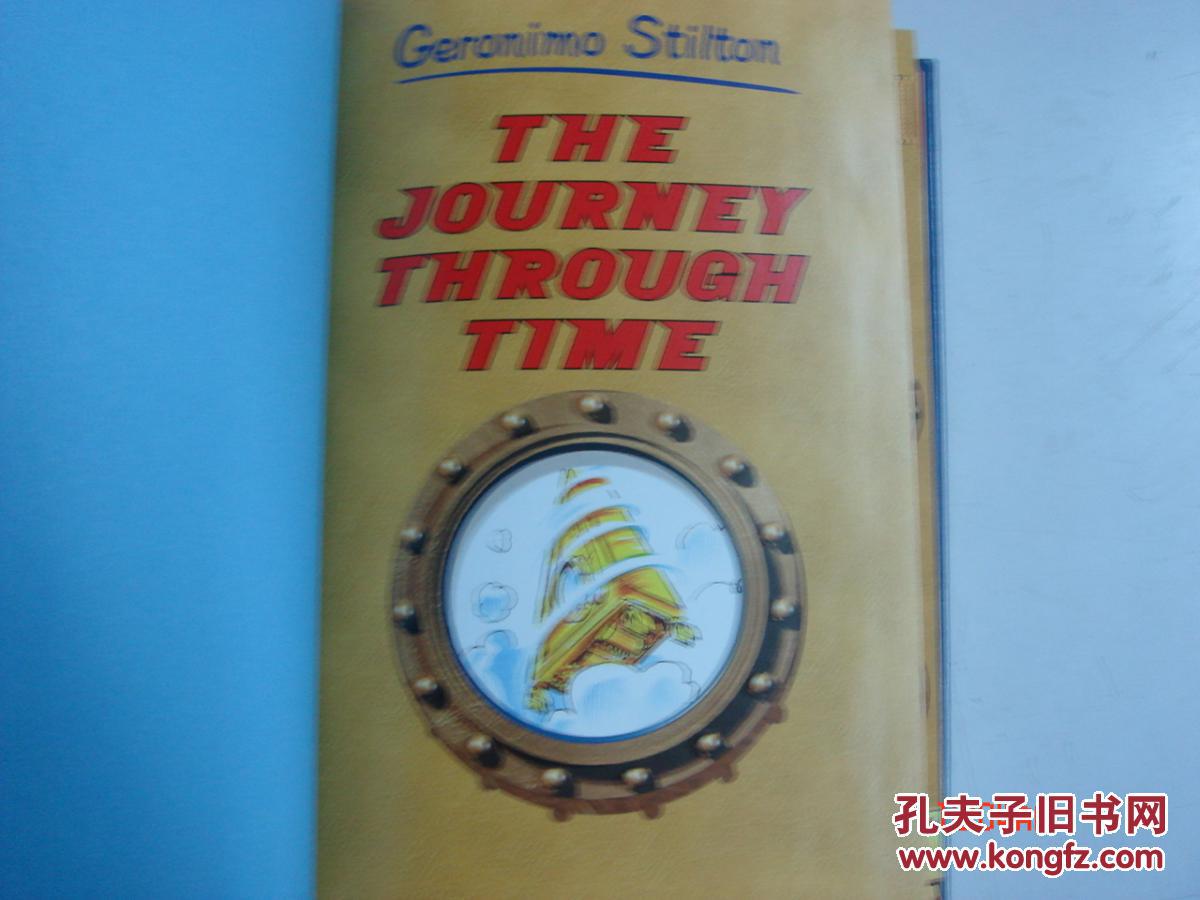 Geronimo Stilton
THE
JOURNEY
THROUGH
TIME
孔夫子旧书网
www.kongfz.com